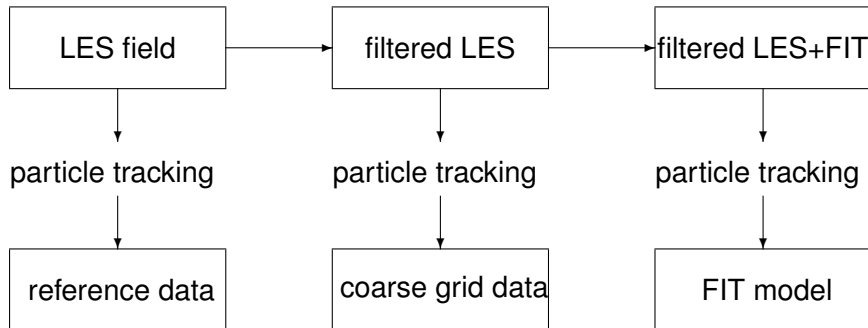 LES field
filtered LES
filtered LES+FIT
particle tracking
particle tracking
particle tracking
reference data
coarse grid data
FIT model